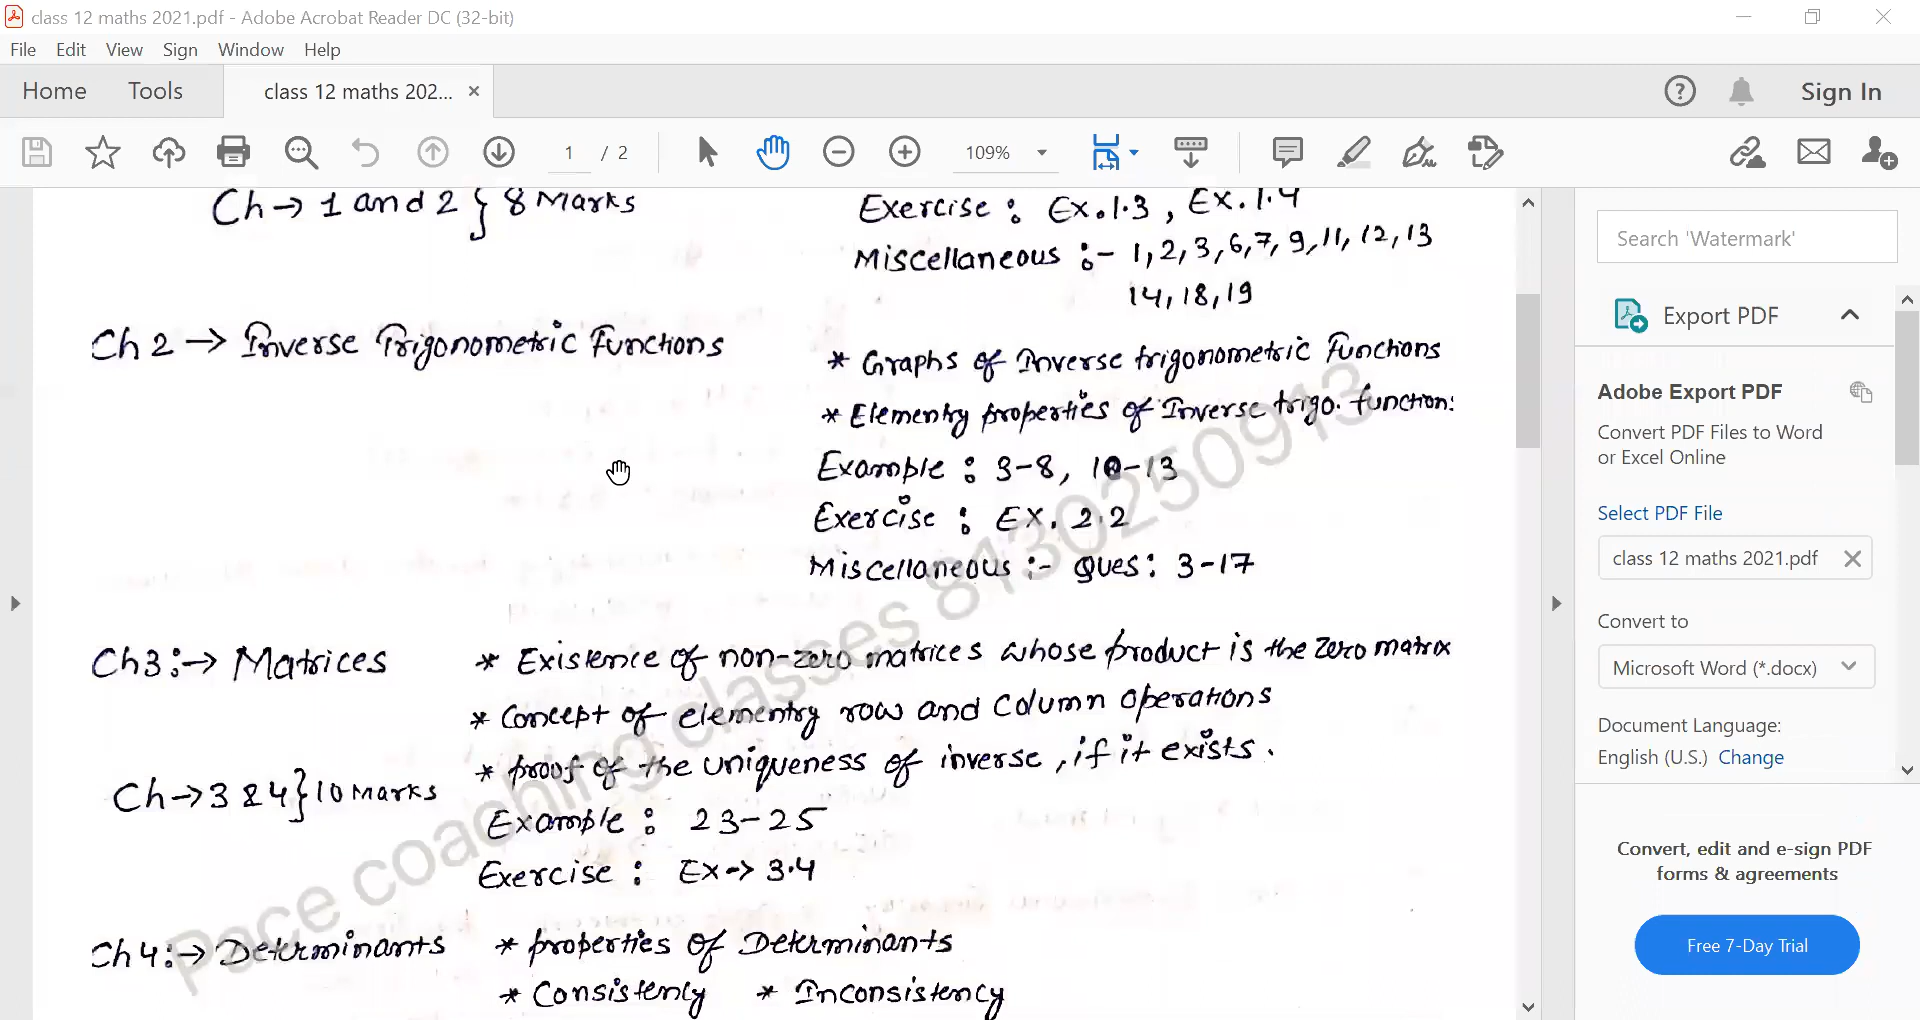 class 12 maths 2021.pdf - Adobe Acrobat Reader DC (32-bit)
File Edit View Sign Window Help
Home Tools class 12 maths 202... × Sign In
1 / 2 109%
Ch → 1 and 2 } 8 Marks
Exercise : Ex.1.3, Ex.1.4
Miscellaneous :- 1, 2, 3, 6, 7, 9, 11, 12, 13
14, 18, 19
Ch 2 → Inverse Trigonometric Functions
* Graphs of Inverse trigonometric Functions
* Elementry properties of Inverse trigo. function:
Example : 3-8, 10-13
Exercise : EX. 2.2
Miscellaneous :- Ques: 3-17
Ch3 :→ Matrices
* Existence of non-zero matrices whose product is the zero matrix
* Concept of elementry row and column operations
* proof of the uniqueness of inverse, if it exists.
Ch → 3 & 4 } 10 Marks
Example : 23-25
Exercise : Ex → 3.4
Ch 4 :→ Determinants
* properties of Determinants
* Consistency * Inconsistency
Pace coaching classes 8130250913
Search 'Watermark'
Export PDF
Adobe Export PDF
Convert PDF Files to Word
or Excel Online
Select PDF File
class 12 maths 2021.pdf
Convert to
Microsoft Word (*.docx)
Document Language:
English (U.S.) Change
Convert, edit and e-sign PDF
forms & agreements
Free 7-Day Trial